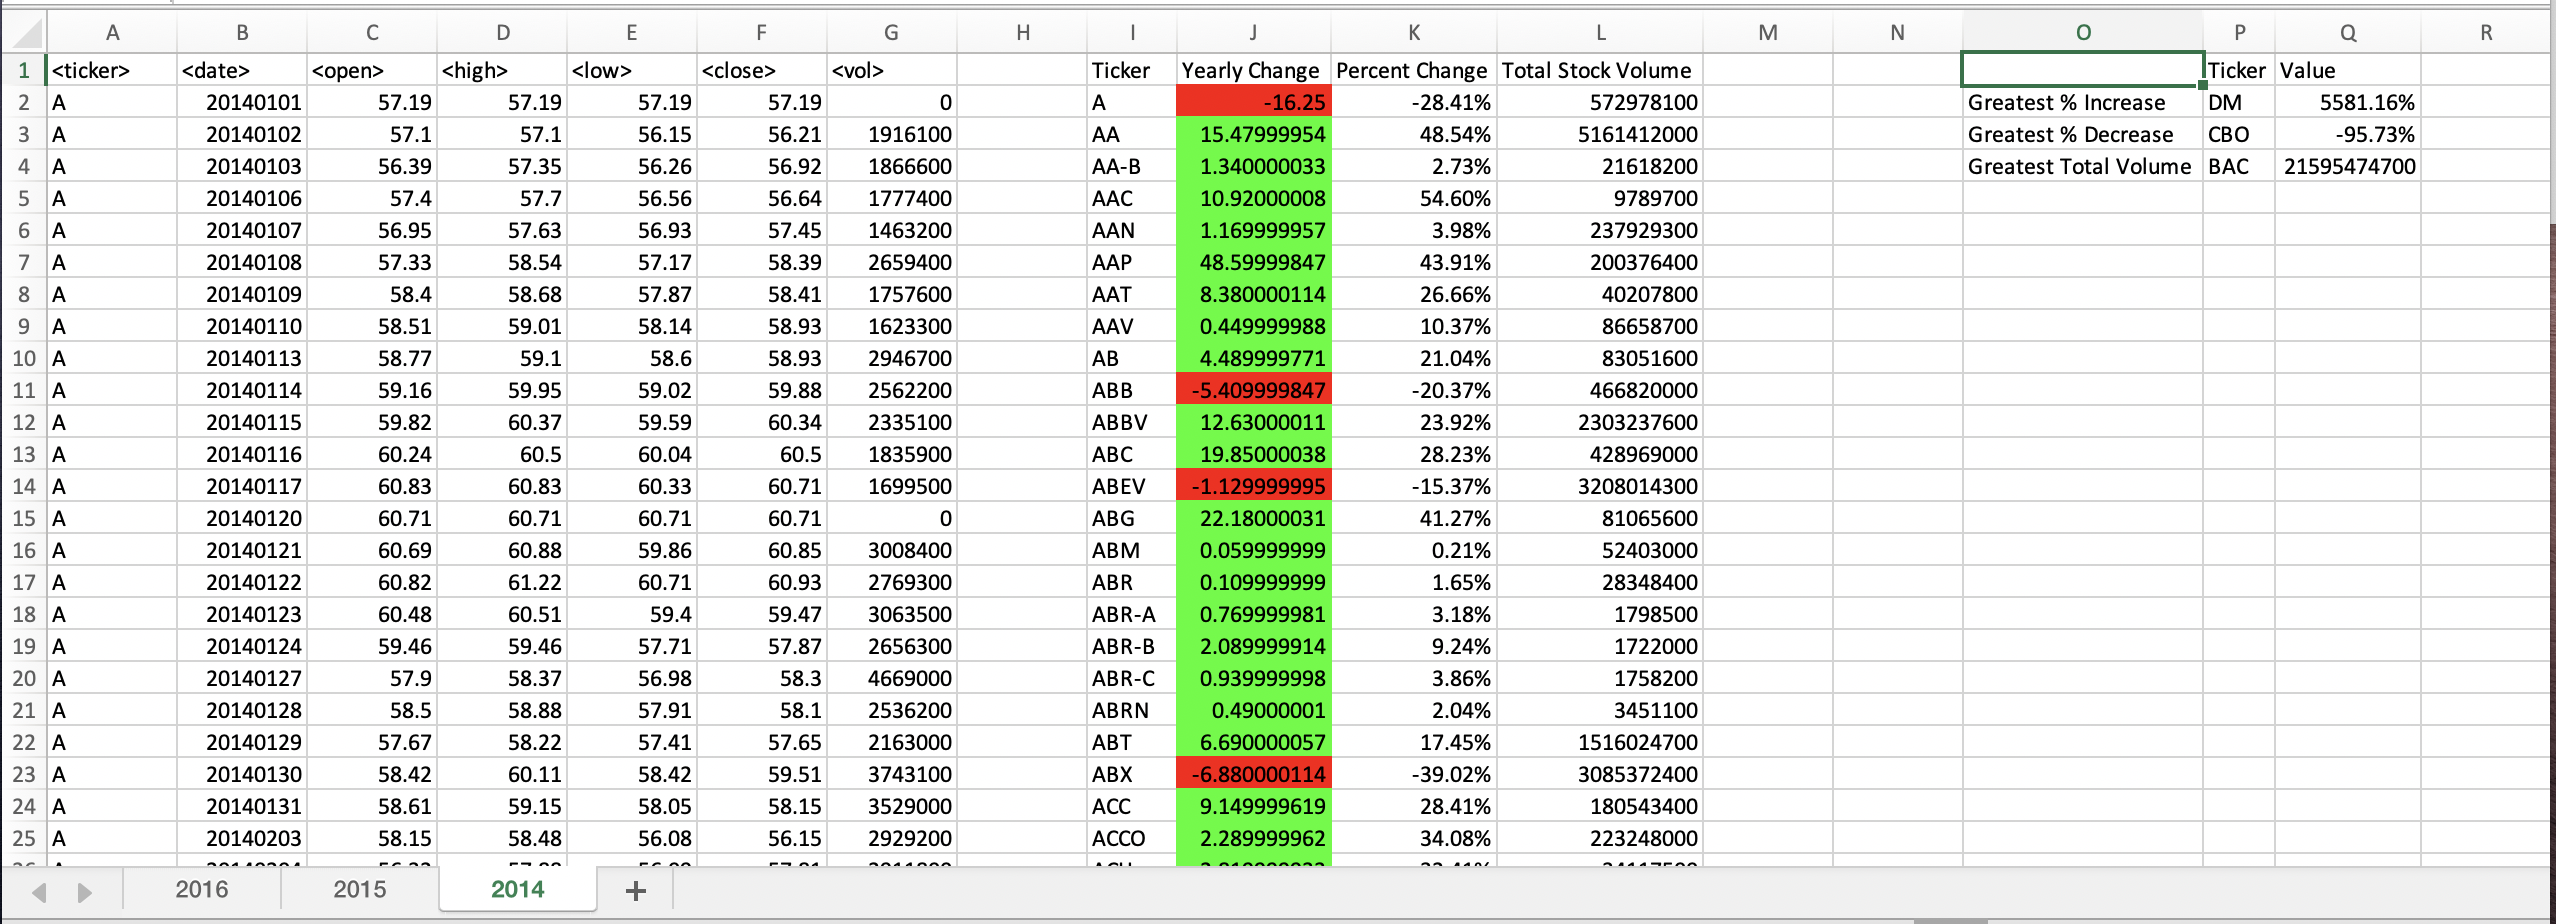 A B C D E F G H I J K L M N O P Q R
1 <ticker> <date> <open> <high> <low> <close> <vol> Ticker Yearly Change Percent Change Total Stock Volume Ticker Value
2 A 20140101 57.19 57.19 57.19 57.19 0 A -16.25 -28.41% 572978100 Greatest % Increase DM 5581.16%
3 A 20140102 57.1 57.1 56.15 56.21 1916100 AA 15.47999954 48.54% 5161412000 Greatest % Decrease CBO -95.73%
4 A 20140103 56.39 57.35 56.26 56.92 1866600 AA-B 1.340000033 2.73% 21618200 Greatest Total Volume BAC 21595474700
5 A 20140106 57.4 57.7 56.56 56.64 1777400 AAC 10.92000008 54.60% 9789700
6 A 20140107 56.95 57.63 56.93 57.45 1463200 AAN 1.169999957 3.98% 237929300
7 A 20140108 57.33 58.54 57.17 58.39 2659400 AAP 48.59999847 43.91% 200376400
8 A 20140109 58.4 58.68 57.87 58.41 1757600 AAT 8.380000114 26.66% 40207800
9 A 20140110 58.51 59.01 58.14 58.93 1623300 AAV 0.449999988 10.37% 86658700
10 A 20140113 58.77 59.1 58.6 58.93 2946700 AB 4.489999771 21.04% 83051600
11 A 20140114 59.16 59.95 59.02 59.88 2562200 ABB -5.409999847 -20.37% 466820000
12 A 20140115 59.82 60.37 59.59 60.34 2335100 ABBV 12.63000011 23.92% 2303237600
13 A 20140116 60.24 60.5 60.04 60.5 1835900 ABC 19.85000038 28.23% 428969000
14 A 20140117 60.83 60.83 60.33 60.71 1699500 ABEV -1.129999995 -15.37% 3208014300
15 A 20140120 60.71 60.71 60.71 60.71 0 ABG 22.18000031 41.27% 81065600
16 A 20140121 60.69 60.88 59.86 60.85 3008400 ABM 0.059999999 0.21% 52403000
17 A 20140122 60.82 61.22 60.71 60.93 2769300 ABR 0.109999999 1.65% 28348400
18 A 20140123 60.48 60.51 59.4 59.47 3063500 ABR-A 0.769999981 3.18% 1798500
19 A 20140124 59.46 59.46 57.71 57.87 2656300 ABR-B 2.089999914 9.24% 1722000
20 A 20140127 57.9 58.37 56.98 58.3 4669000 ABR-C 0.939999998 3.86% 1758200
21 A 20140128 58.5 58.88 57.91 58.1 2536200 ABRN 0.49000001 2.04% 3451100
22 A 20140129 57.67 58.22 57.41 57.65 2163000 ABT 6.690000057 17.45% 1516024700
23 A 20140130 58.42 60.11 58.42 59.51 3743100 ABX -6.880000114 -39.02% 3085372400
24 A 20140131 58.61 59.15 58.05 58.15 3529000 ACC 9.149999619 28.41% 180543400
25 A 20140203 58.15 58.48 56.08 56.15 2929200 ACCO 2.289999962 34.08% 223248000
2016 2015 2014 +